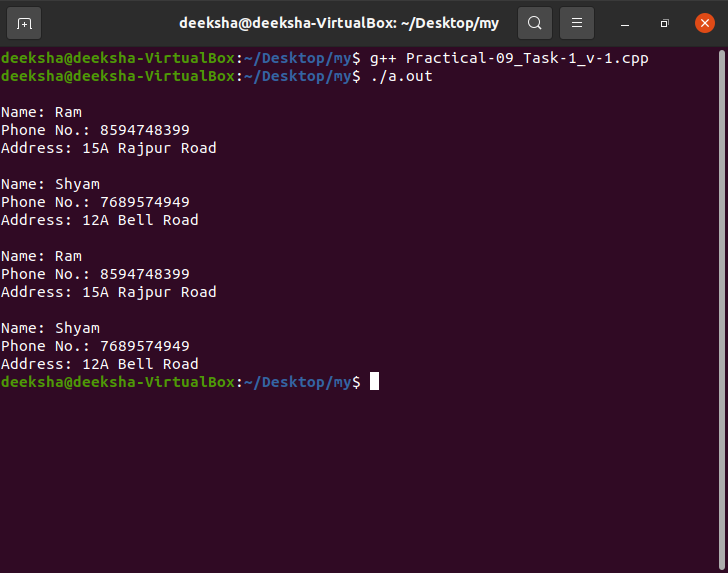 deeksha@deeksha-VirtualBox: ~/Desktop/my
deeksha@deeksha-VirtualBox:~/Desktop/my$ g++ Practical-09_Task-1_v-1.cpp
deeksha@deeksha-VirtualBox:~/Desktop/my$ ./a.out
Name: Ram
Phone No.: 8594748399
Address: 15A Rajpur Road
Name: Shyam
Phone No.: 7689574949
Address: 12A Bell Road
Name: Ram
Phone No.: 8594748399
Address: 15A Rajpur Road
Name: Shyam
Phone No.: 7689574949
Address: 12A Bell Road
deeksha@deeksha-VirtualBox:~/Desktop/my$